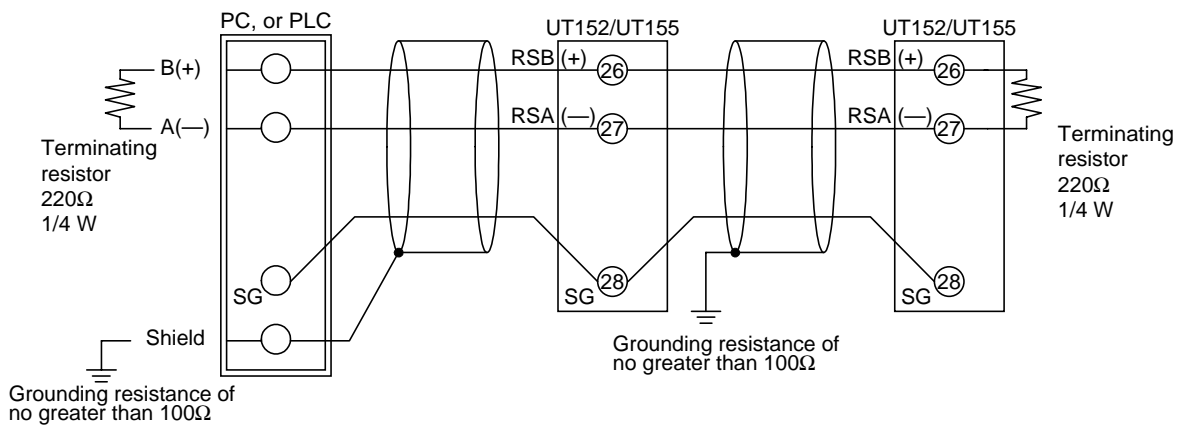 PC, or PLC
UT152/UT155
UT152/UT155
B(+)
RSB (+) 26
RSB (+) 26
A(—)
RSA (—) 27
RSA (—) 27
Terminating
resistor
220Ω
1/4 W
Terminating
resistor
220Ω
1/4 W
SG
SG 28
SG 28
Shield
Grounding resistance of
no greater than 100Ω
Grounding resistance of
no greater than 100Ω